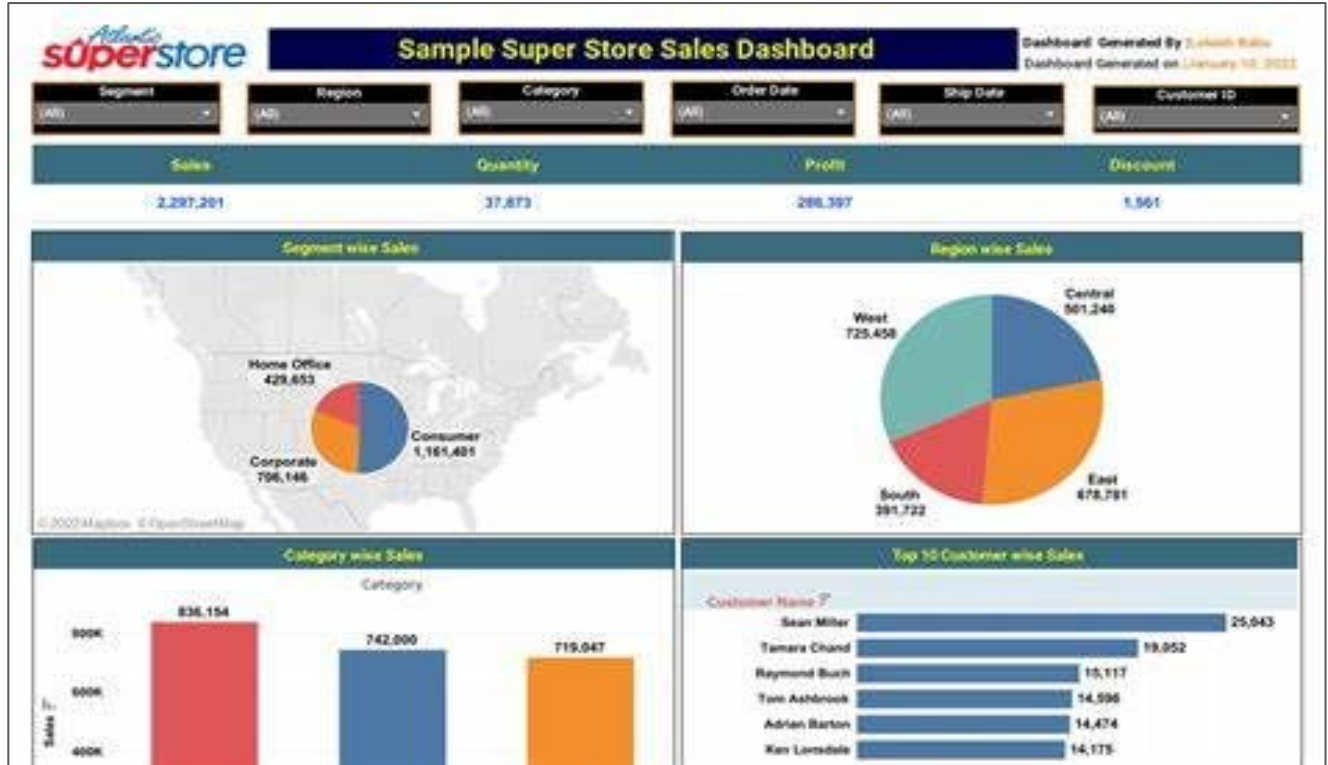 Atlantic
superstore
Sample Super Store Sales Dashboard
Dashboard Generated By
Dashboard Generated on January 10, 2022
Segment
(All)
Region
(All)
Category
(All)
Order Date
(All)
Ship Date
(All)
Customer ID
(All)
Sales
Quantity
Profit
Discount
2,297,201
37,873
286,397
1,561
Segment wise Sales
Home Office
429,653
Consumer
1,161,401
Corporate
706,146
© 2022 Mapbox © OpenStreetMap
Region wise Sales
West
725,458
Central
501,240
East
678,781
South
391,722
Category wise Sales
Category
Sales
800K
600K
400K
836,154
742,000
719,047
Top 10 Customer wise Sales
Customer Name
Sean Miller 25,043
Tamara Chand 19,052
Raymond Buch 15,117
Tom Ashbrook 14,596
Adrian Barton 14,474
Ken Lonsdale 14,175